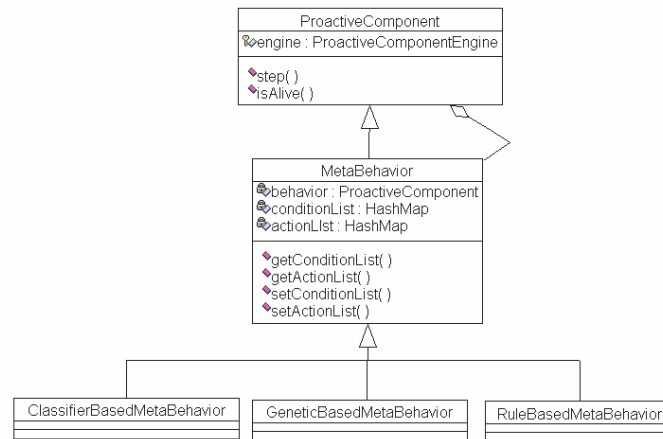 ProactiveComponent
engine : ProactiveComponentEngine
step( )
isAlive( )
MetaBehavior
behavior : ProactiveComponent
conditionList : HashMap
actionLIst : HashMap
getConditionList( )
getActionList( )
setConditionList( )
setActionList( )
ClassifierBasedMetaBehavior
GeneticBasedMetaBehavior
RuleBasedMetaBehavior